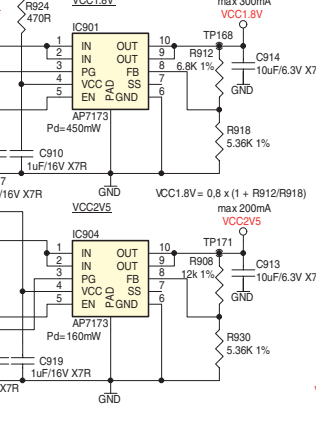 VCC1.8V
max 300mA
R924
470R
VCC1.8V
IC901
TP168
1 IN OUT 10
2 IN OUT 9
3 PG FB 8
4 VCC SS 7
5 EN PAD GND 6
R912
6.8K 1%
C914
10uF/6.3V X7
GND
AP7173
Pd=450mW
R918
5.36K 1%
C910
1uF/16V X7R
7
/16V X7R
GND
VCC1.8V = 0,8 x (1 + R912/R918)
VCC2V5
max 200mA
VCC2V5
IC904
TP171
1 IN OUT 10
2 IN OUT 9
3 PG FB 8
4 VCC SS 7
5 EN PAD GND 6
R908
12k 1%
C913
10uF/6.3V X7
GND
AP7173
Pd=160mW
R930
5.36K 1%
C919
1uF/16V X7R
X7R
GND